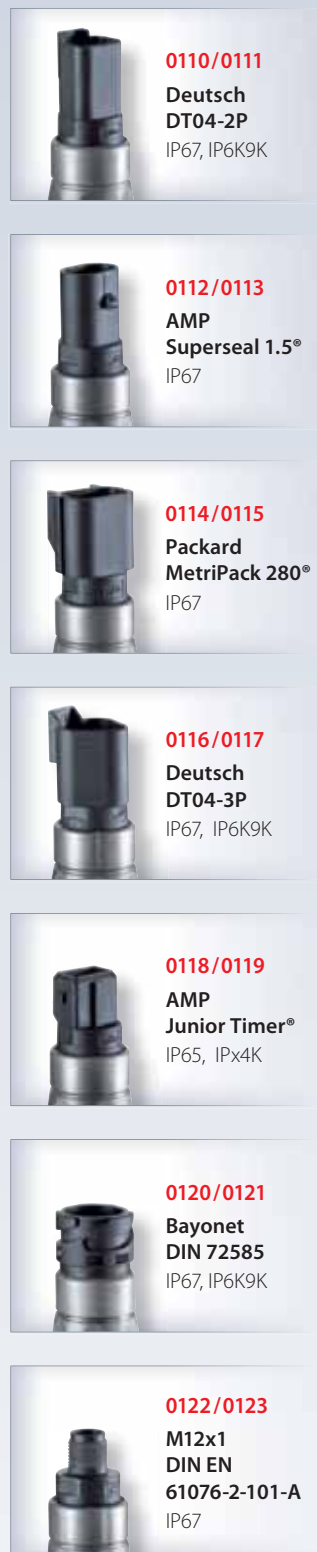 0110/0111
Deutsch
DT04-2P
IP67, IP6K9K
0112/0113
AMP
Superseal 1.5®
IP67
0114/0115
Packard
MetriPack 280®
IP67
0116/0117
Deutsch
DT04-3P
IP67, IP6K9K
0118/0119
AMP
Junior Timer®
IP65, IPx4K
0120/0121
Bayonet
DIN 72585
IP67, IP6K9K
0122/0123
M12x1
DIN EN
61076-2-101-A
IP67